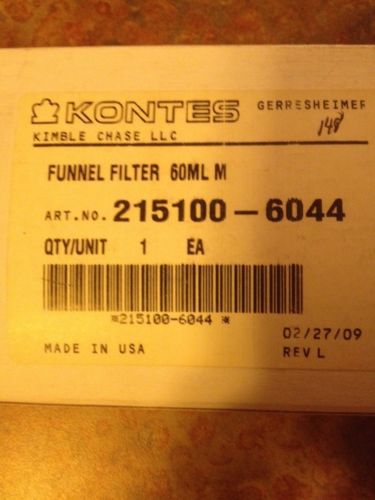 KONTES GERRESHEIMER
KIMBLE CHASE LLC 148
FUNNEL FILTER 60ML M
ART.NO. 215100-6044
QTY/UNIT 1 EA
*215100-6044 *
02/27/09
MADE IN USA REV L